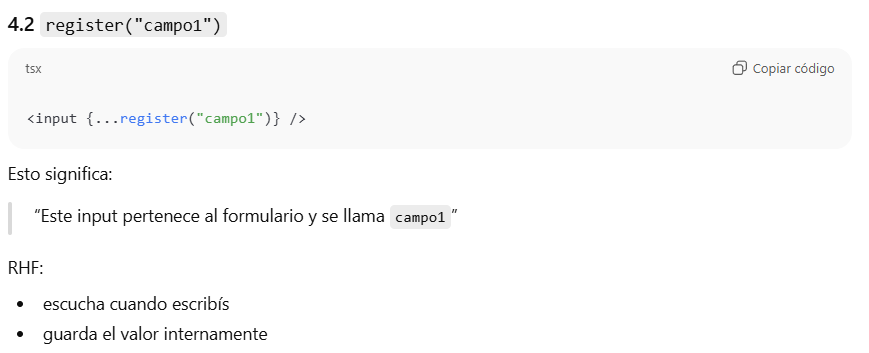 4.2 register("campo1")
tsx
Copiar código
<input {...register("campo1")} />
Esto significa:
“Este input pertenece al formulario y se llama campo1”
RHF:
• escucha cuando escribís
• guarda el valor internamente